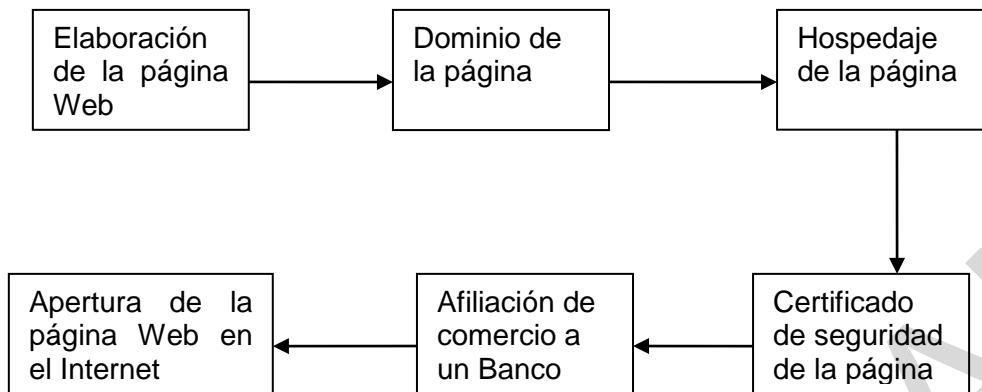 Elaboración
de la página
Web
Dominio de
la página
Hospedaje
de la página
Certificado
de seguridad
de la página
Afiliación de
comercio a
un Banco
Apertura de la
página Web en
el Internet